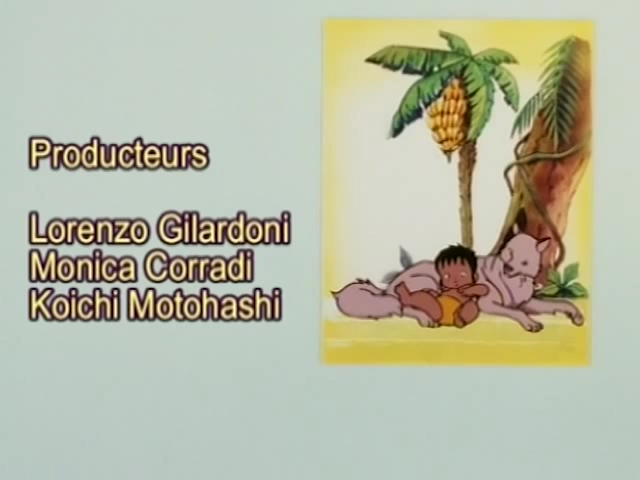 Producteurs
Lorenzo Gilardoni
Monica Corradi
Koichi Motohashi